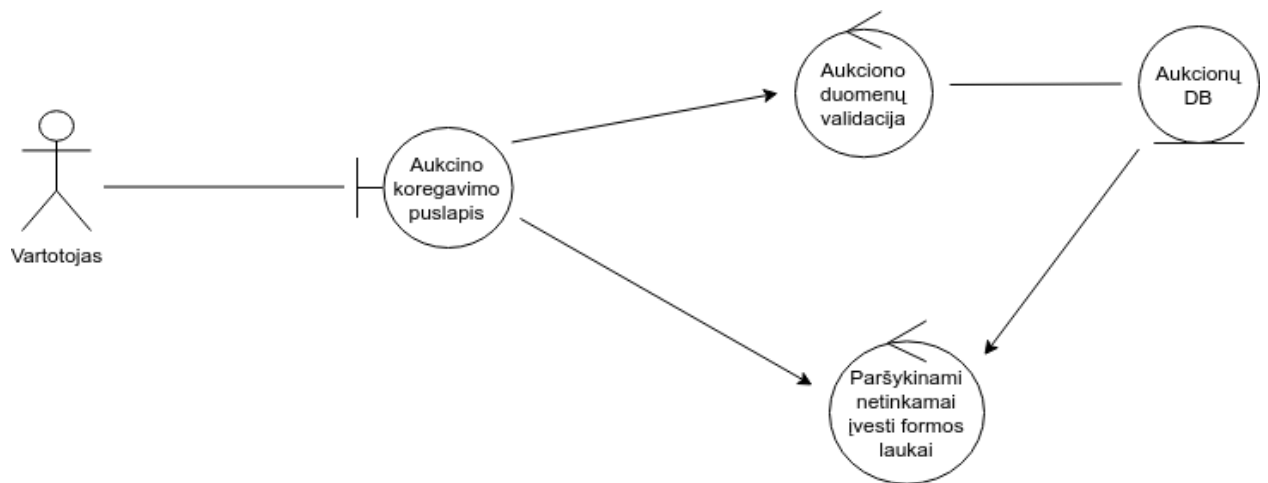 Vartotojas
Aukcino
koregavimo
puslapis
Aukciono
duomenų
validacija
Aukcionų
DB
Paršykinami
netinkamai
įvesti formos
laukai